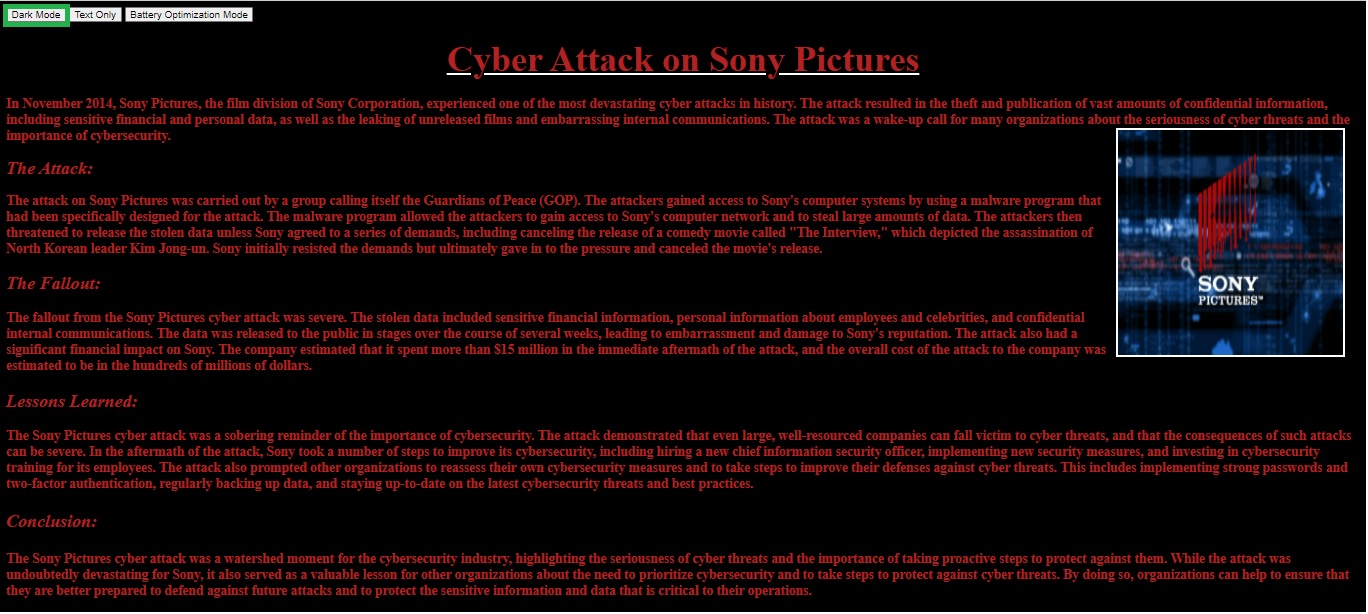 Dark Mode Text Only Battery Optimization Mode
Cyber Attack on Sony Pictures
In November 2014, Sony Pictures, the film division of Sony Corporation, experienced one of the most devastating cyber attacks in history. The attack resulted in the theft and publication of vast amounts of confidential information,
including sensitive financial and personal data, as well as the leaking of unreleased films and embarrassing internal communications. The attack was a wake-up call for many organizations about the seriousness of cyber threats and the
importance of cybersecurity.
The Attack:
The attack on Sony Pictures was carried out by a group calling itself the Guardians of Peace (GOP). The attackers gained access to Sony's computer systems by using a malware program that
had been specifically designed for the attack. The malware program allowed the attackers to gain access to Sony's computer network and to steal large amounts of data. The attackers then
threatened to release the stolen data unless Sony agreed to a series of demands, including canceling the release of a comedy movie called "The Interview," which depicted the assassination of
North Korean leader Kim Jong-un. Sony initially resisted the demands but ultimately gave in to the pressure and canceled the movie's release.
SONY
PICTURES™
The Fallout:
The fallout from the Sony Pictures cyber attack was severe. The stolen data included sensitive financial information, personal information about employees and celebrities, and confidential
internal communications. The data was released to the public in stages over the course of several weeks, leading to embarrassment and damage to Sony's reputation. The attack also had a
significant financial impact on Sony. The company estimated that it spent more than $15 million in the immediate aftermath of the attack, and the overall cost of the attack to the company was
estimated to be in the hundreds of millions of dollars.
Lessons Learned:
The Sony Pictures cyber attack was a sobering reminder of the importance of cybersecurity. The attack demonstrated that even large, well-resourced companies can fall victim to cyber threats, and that the consequences of such attacks
can be severe. In the aftermath of the attack, Sony took a number of steps to improve its cybersecurity, including hiring a new chief information security officer, implementing new security measures, and investing in cybersecurity
training for its employees. The attack also prompted other organizations to reassess their own cybersecurity measures and to take steps to improve their defenses against cyber threats. This includes implementing strong passwords and
two-factor authentication, regularly backing up data, and staying up-to-date on the latest cybersecurity threats and best practices.
Conclusion:
The Sony Pictures cyber attack was a watershed moment for the cybersecurity industry, highlighting the seriousness of cyber threats and the importance of taking proactive steps to protect against them. While the attack was
undoubtedly devastating for Sony, it also served as a valuable lesson for other organizations about the need to prioritize cybersecurity and to take steps to protect against cyber threats. By doing so, organizations can help to ensure that
they are better prepared to defend against future attacks and to protect the sensitive information and data that is critical to their operations.